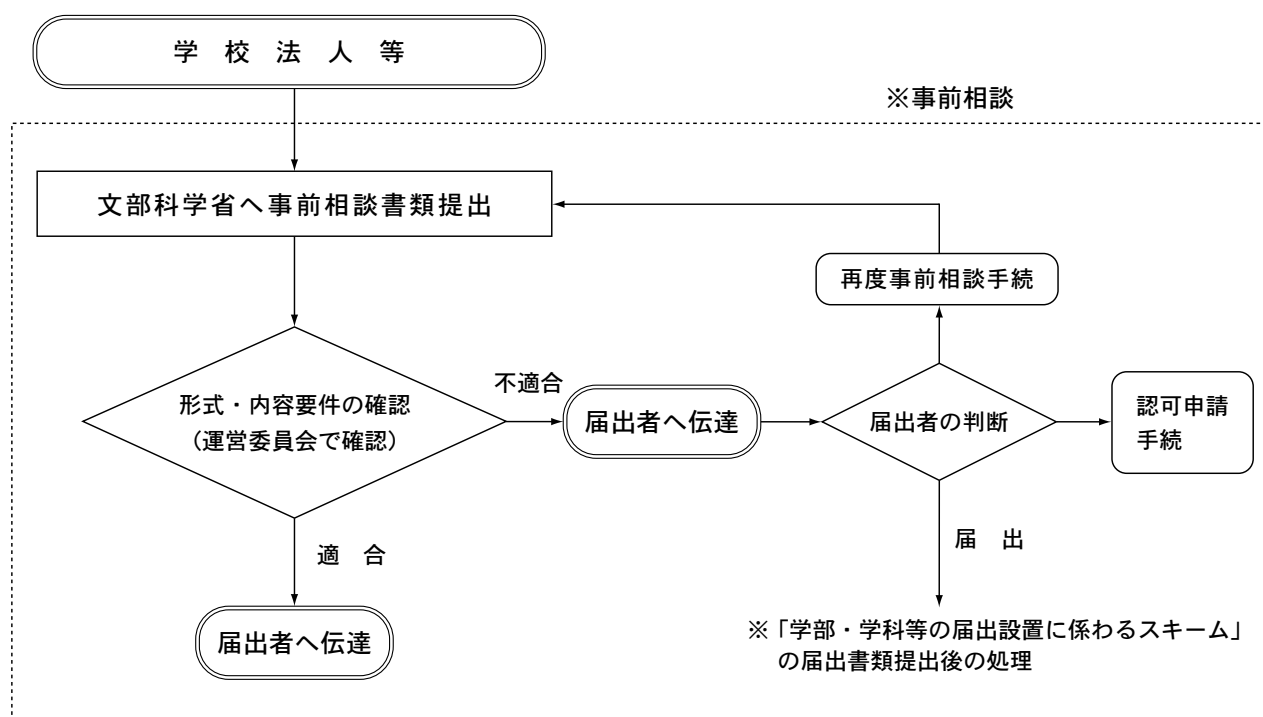 学校法人等
※事前相談
文部科学省へ事前相談書類提出
再度事前相談手続
不適合
形式・内容要件の確認
（運営委員会で確認）
届出者へ伝達
届出者の判断
認可申請
手続
適合
届出
届出者へ伝達
※「学部・学科等の届出設置に係わるスキーム」
の届出書類提出後の処理